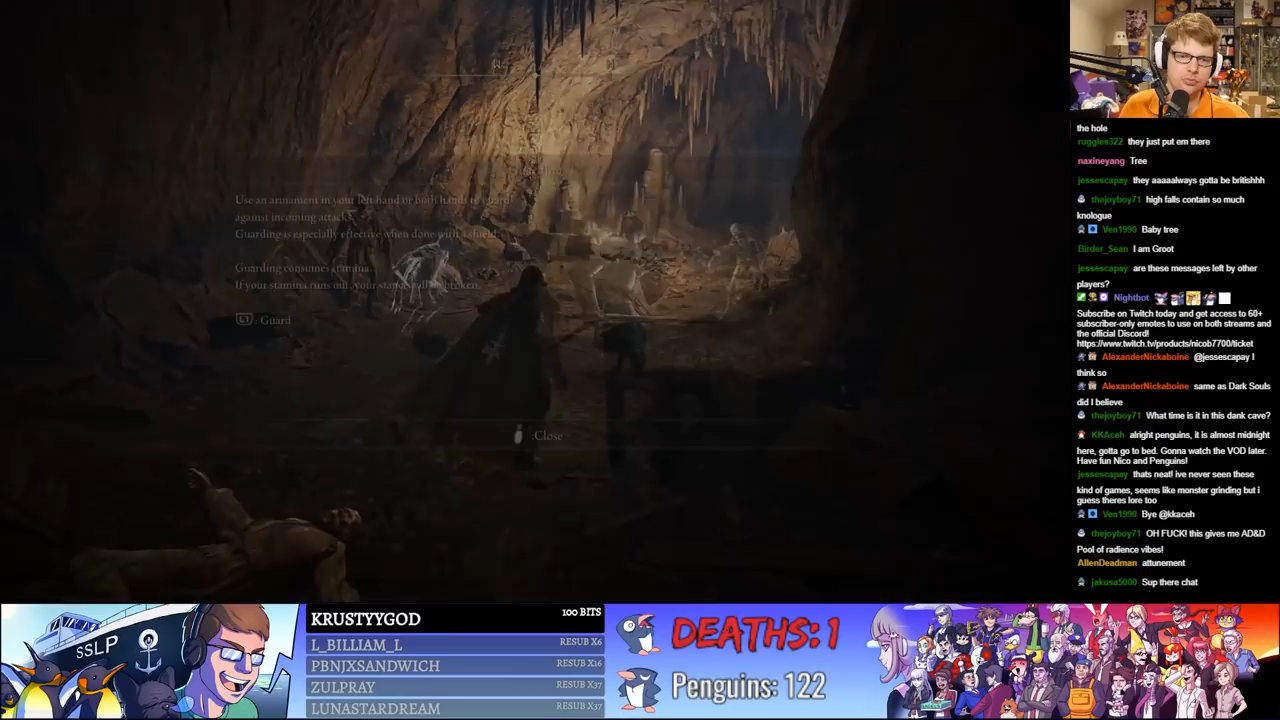 Guarding
Use an armament in your left hand or both hands to guard
against incoming attacks.
Guarding is especially effective when done with a shield.
Guarding consumes stamina.
If your stamina runs out, your stance will be broken.
L1 : Guard
:Close
the hole
ruggles322 they just put em there
naxineyang Tree
jessescapay they aaaaalways gotta be britishhh
thejoyboy71 high falls contain so much
knologue
Ven1990 Baby tree
Birder_Sean I am Groot
jessescapay are these messages left by other
players?
Nightbot
Subscribe on Twitch today and get access to 60+
subscriber-only emotes to use on both streams and
the official Discord!
https://www.twitch.tv/products/nicob7700/ticket
AlexanderNickaboine @jessescapay I
think so
AlexanderNickaboine same as Dark Souls
did I believe
thejoyboy71 What time is it in this dank cave?
KKAceh alright penguins, it is almost midnight
here, gotta go to bed. Gonna watch the VOD later.
Have fun Nico and Penguins!
jessescapay thats neat! ive never seen these
kind of games, seems like monster grinding but i
guess theres lore too
Ven1990 Bye @kkaceh
thejoyboy71 OH FUCK! this gives me AD&D
Pool of radience vibes!
AllenDeadman attunement
jakusa5000 Sup there chat
SSLP
KRUSTYYGOD 100 BITS
L_BILLIAM_L RESUB X6
PBNJXSANDWICH RESUB X16
ZULPRAY RESUB X37
LUNASTARDREAM RESUB X37
DEATHS: 1
Penguins: 122